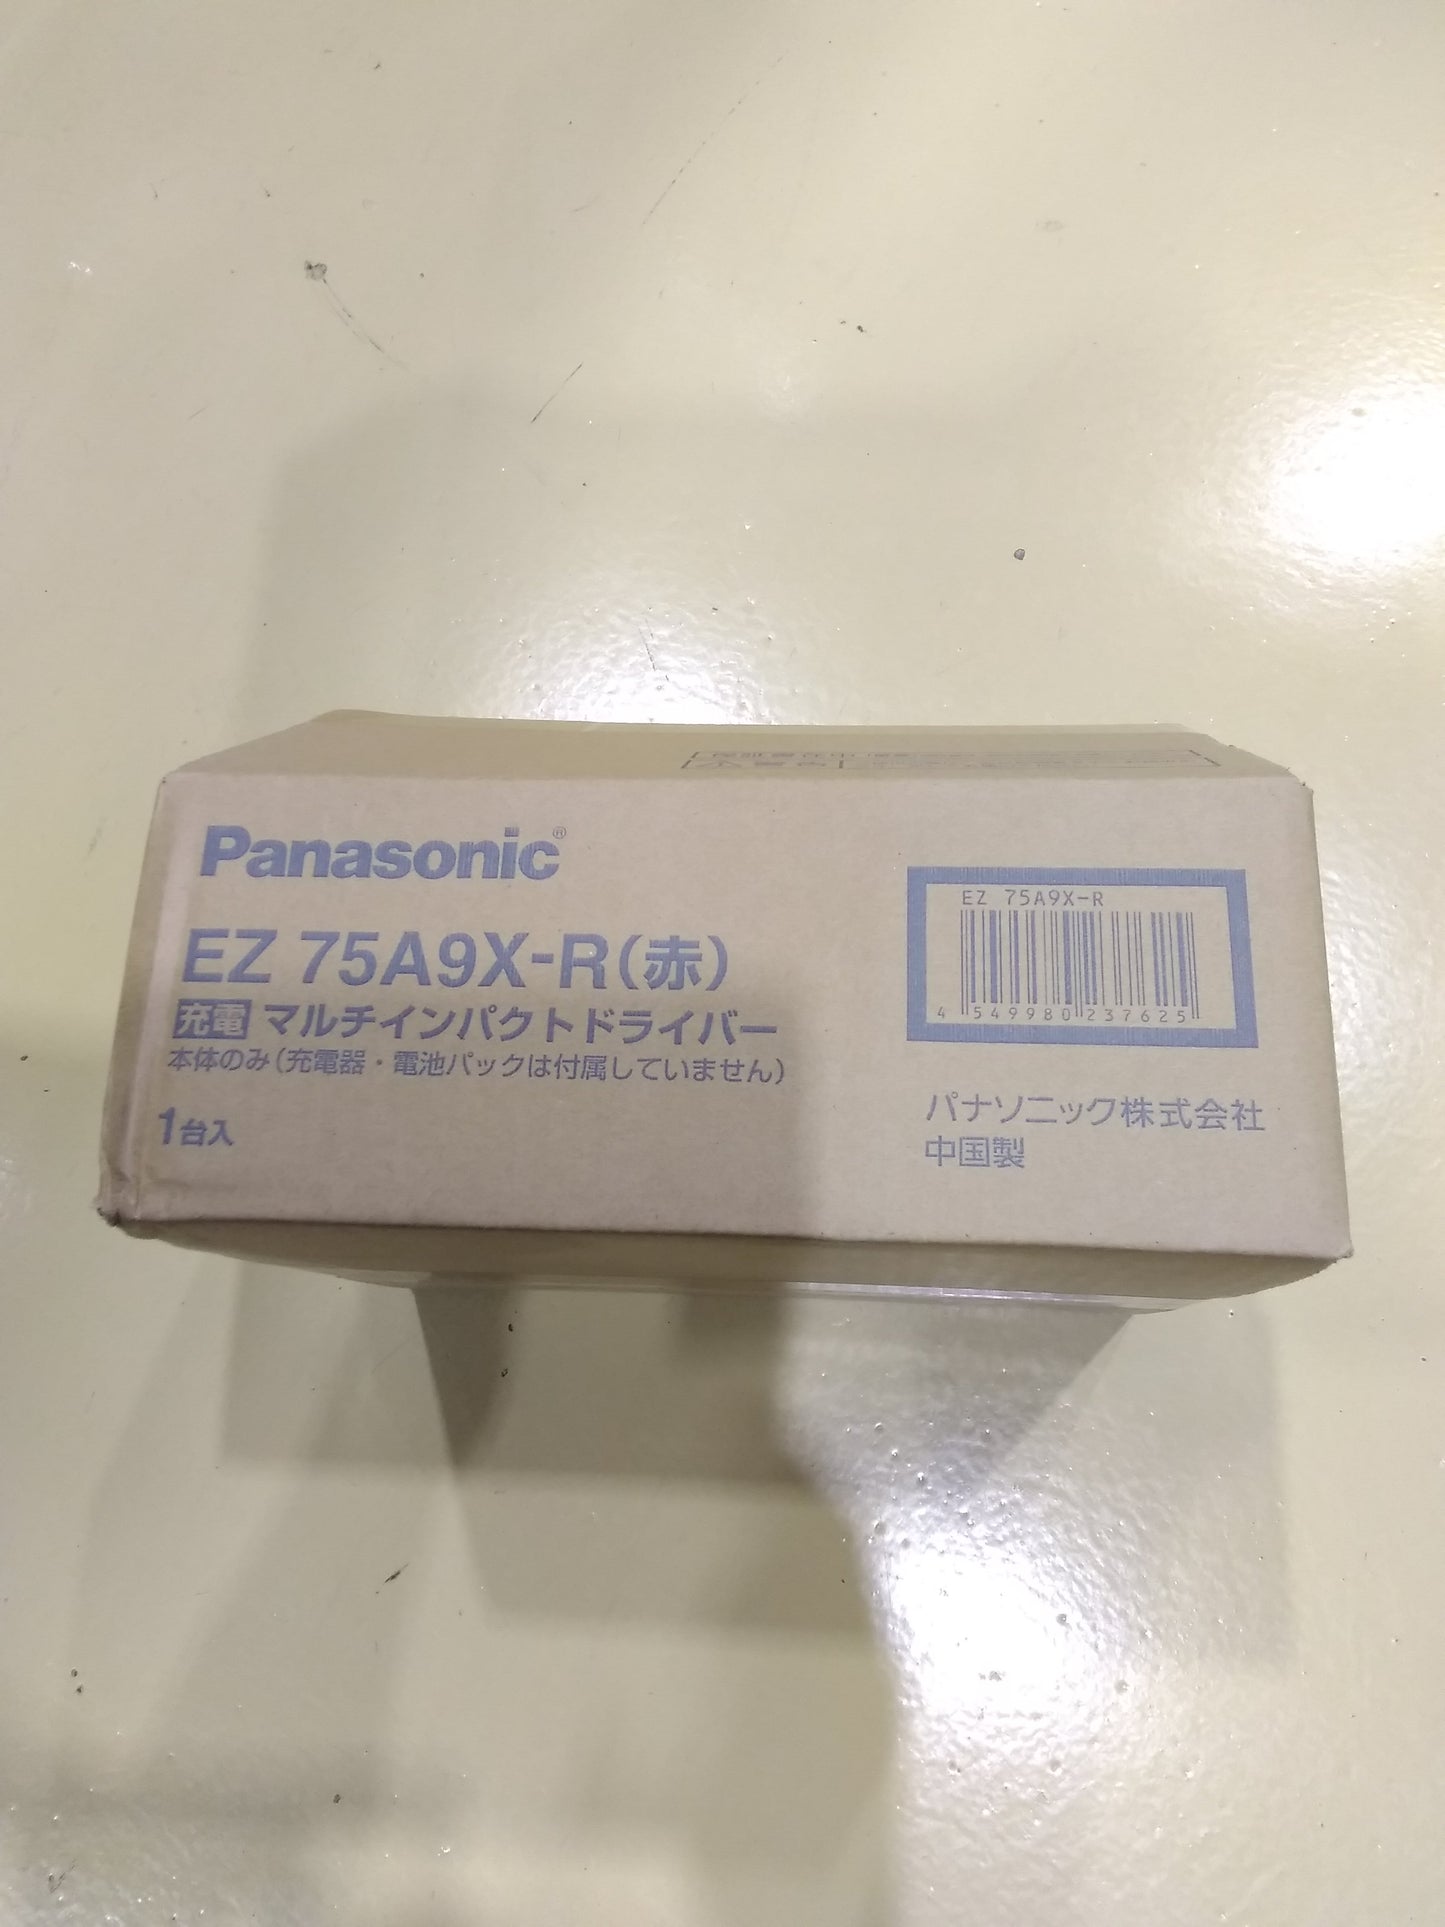 Panasonic®
EZ 75A9X-R(赤)
充電 マルチインパクトドライバー
本体のみ(充電器・電池パックは付属していません)
1台入
EZ 75A9X-R
4 549980 237625
パナソニック株式会社
中国製